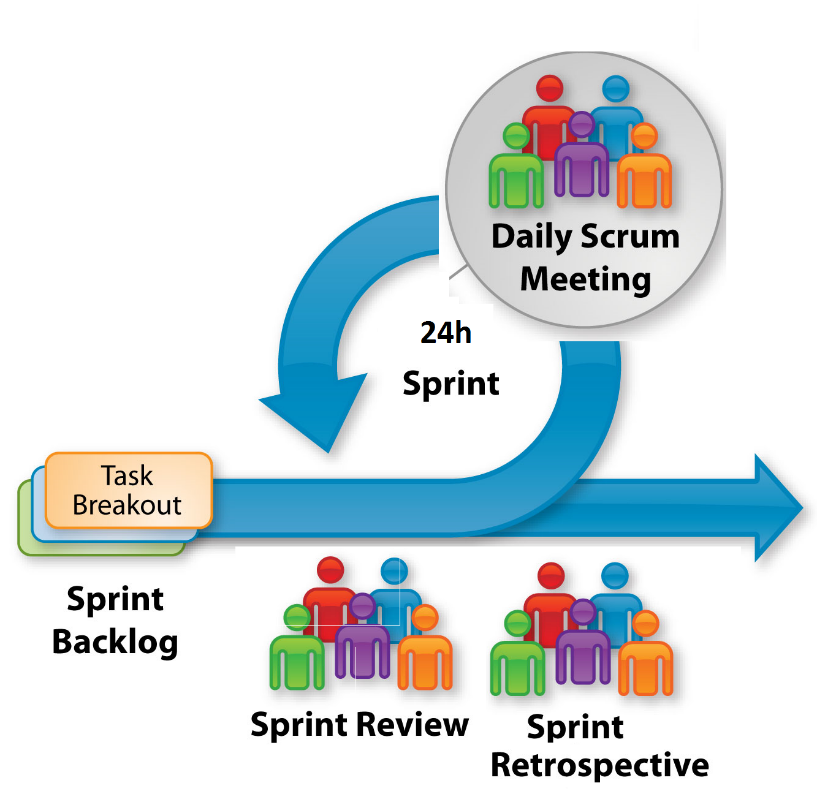 Daily Scrum
Meeting
24h
Sprint
Task
Breakout
Sprint
Backlog
Sprint Review
Sprint
Retrospective